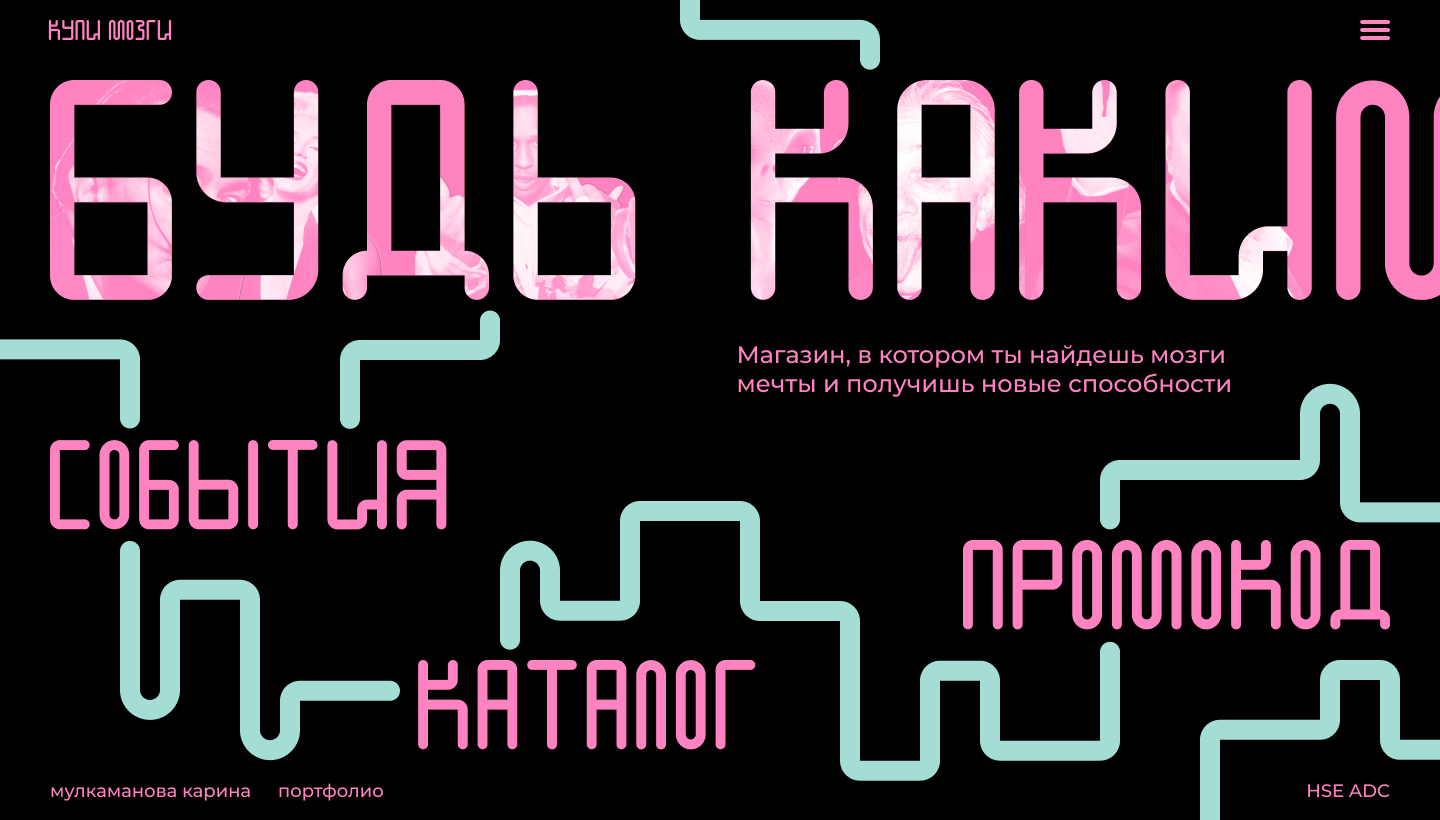 КУПИ МОЗГИ
БУДЬ КАКИМ
Магазин, в котором ты найдешь мозги
мечты и получишь новые способности
СОБЫТИЯ
ПРОМОКОД
КАТАЛОГ
мулкаманова карина портфолио
HSE ADC